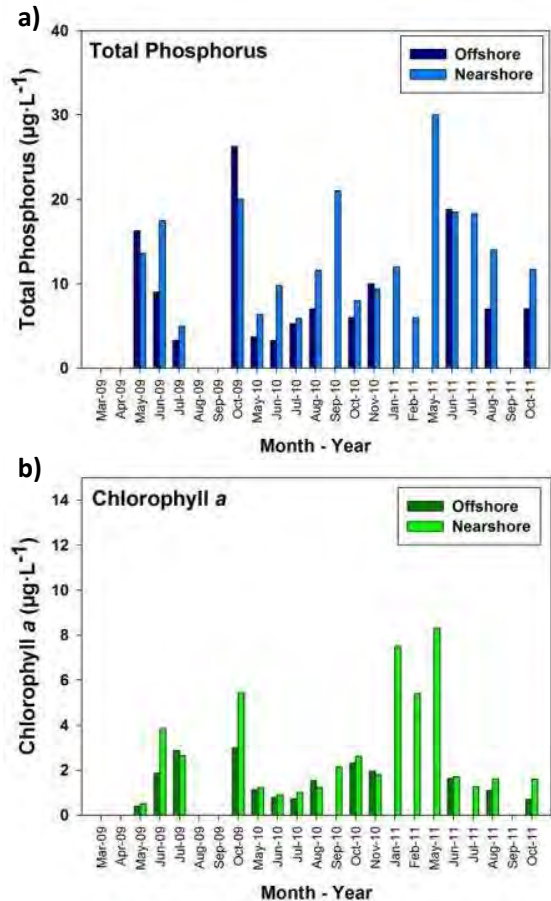 a)
Total Phosphorus
Offshore
Nearshore
Total Phosphorus (µg·L⁻¹)
40
30
20
10
0
Mar-09
Apr-09
May-09
Jun-09
Jul-09
Aug-09
Sep-09
Oct-09
May-10
Jun-10
Jul-10
Aug-10
Sep-10
Oct-10
Nov-10
Jan-11
Feb-11
May-11
Jun-11
Jul-11
Aug-11
Sep-11
Oct-11
Month - Year
b)
Chlorophyll a
Offshore
Nearshore
Chlorophyll a (µg·L⁻¹)
14
12
10
8
6
4
2
0
Mar-09
Apr-09
May-09
Jun-09
Jul-09
Aug-09
Sep-09
Oct-09
May-10
Jun-10
Jul-10
Aug-10
Sep-10
Oct-10
Nov-10
Jan-11
Feb-11
May-11
Jun-11
Jul-11
Aug-11
Sep-11
Oct-11
Month - Year